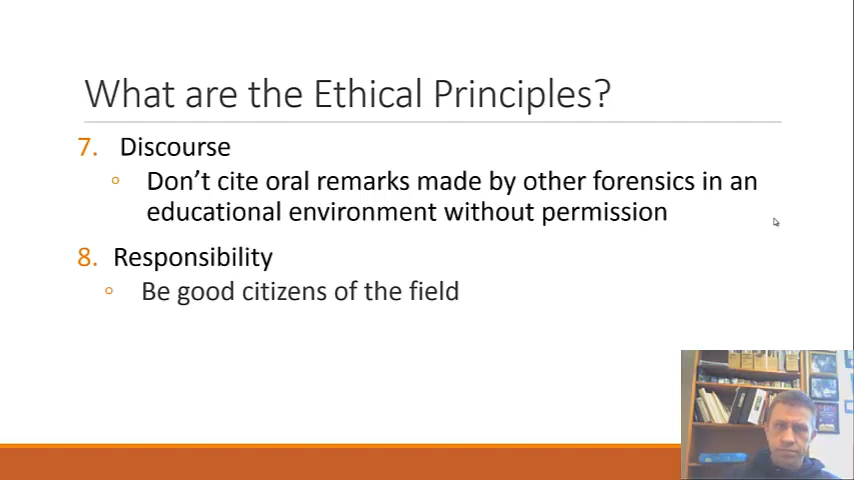 What are the Ethical Principles?
7. Discourse
Don't cite oral remarks made by other forensics in an
educational environment without permission
8. Responsibility
Be good citizens of the field